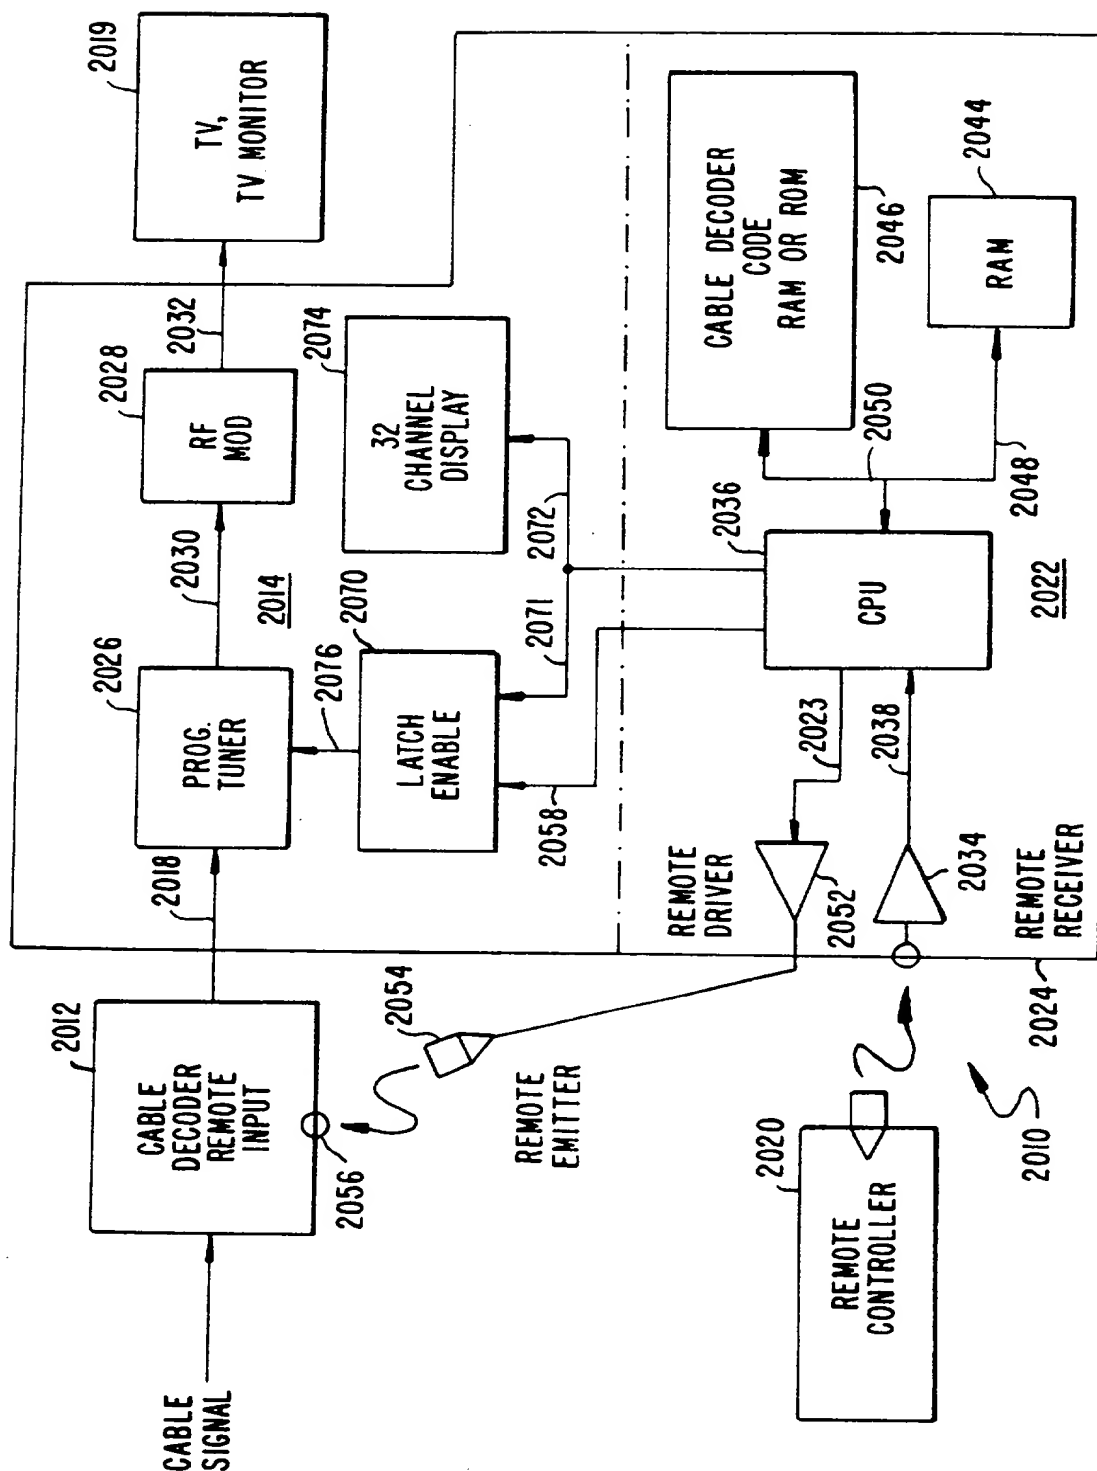 CABLE
SIGNAL
2012
CABLE
DECODER
REMOTE
INPUT
2056
2018
2026
PROG.
TUNER
2030
2014
2028
RF
MOD
2032
2019
TV,
TV MONITOR
2076
2070
LATCH
ENABLE
2058
2071
2072
2074
32
CHANNEL
DISPLAY
2054
REMOTE
EMITTER
REMOTE
DRIVER
2052
2023
2036
CPU
2022
2050
2048
CABLE DECODER
CODE
RAM OR ROM
2046
2044
RAM
2038
2034
REMOTE
RECEIVER
2024
2020
REMOTE
CONTROLLER
2010